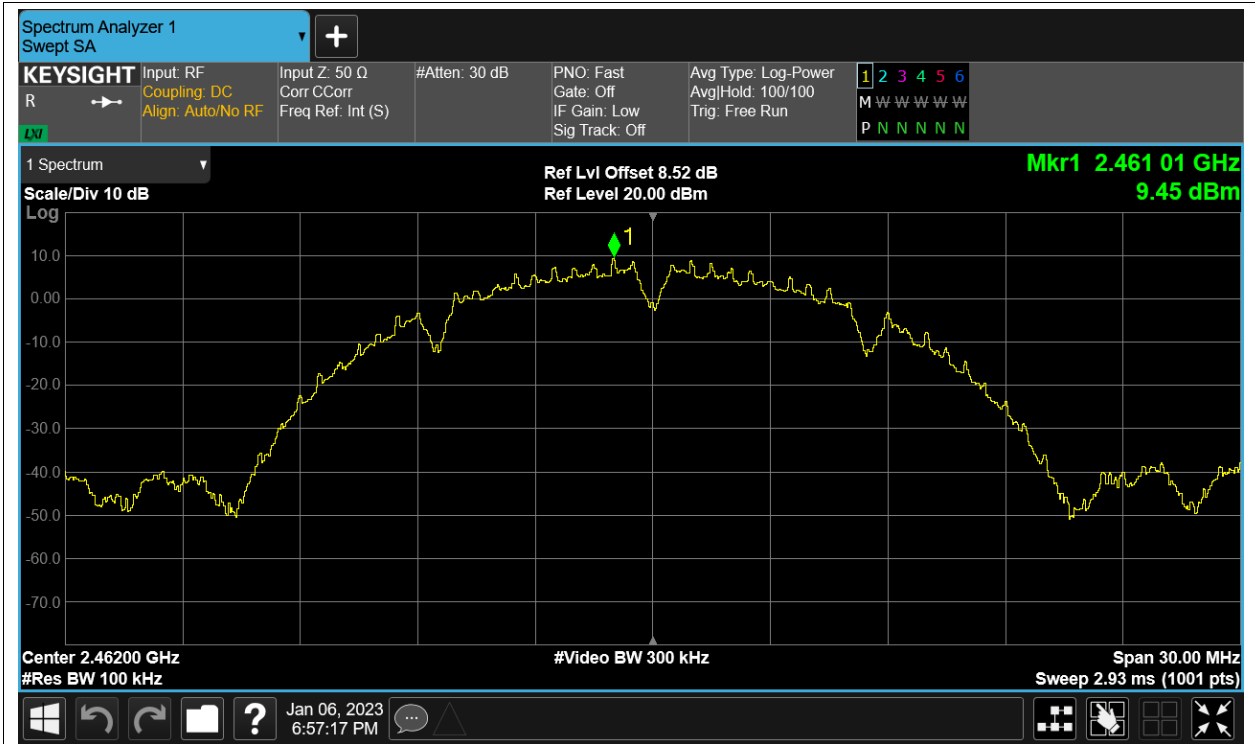 Spectrum Analyzer 1
Swept SA
KEYSIGHT
R
LXI
Input: RF
Coupling: DC
Align: Auto/No RF
Input Z: 50 Ω
Corr CCorr
Freq Ref: Int (S)
#Atten: 30 dB
PNO: Fast
Gate: Off
IF Gain: Low
Sig Track: Off
Avg Type: Log-Power
Avg|Hold: 100/100
Trig: Free Run
1 2 3 4 5 6
M W W W W W W
P N N N N N N
1 Spectrum
Scale/Div 10 dB
Log
Ref Lvl Offset 8.52 dB
Ref Level 20.00 dBm
Mkr1 2.461 01 GHz
9.45 dBm
1
10.0
0.00
-10.0
-20.0
-30.0
-40.0
-50.0
-60.0
-70.0
Center 2.46200 GHz
#Res BW 100 kHz
#Video BW 300 kHz
Span 30.00 MHz
Sweep 2.93 ms (1001 pts)
?
Jan 06, 2023
6:57:17 PM